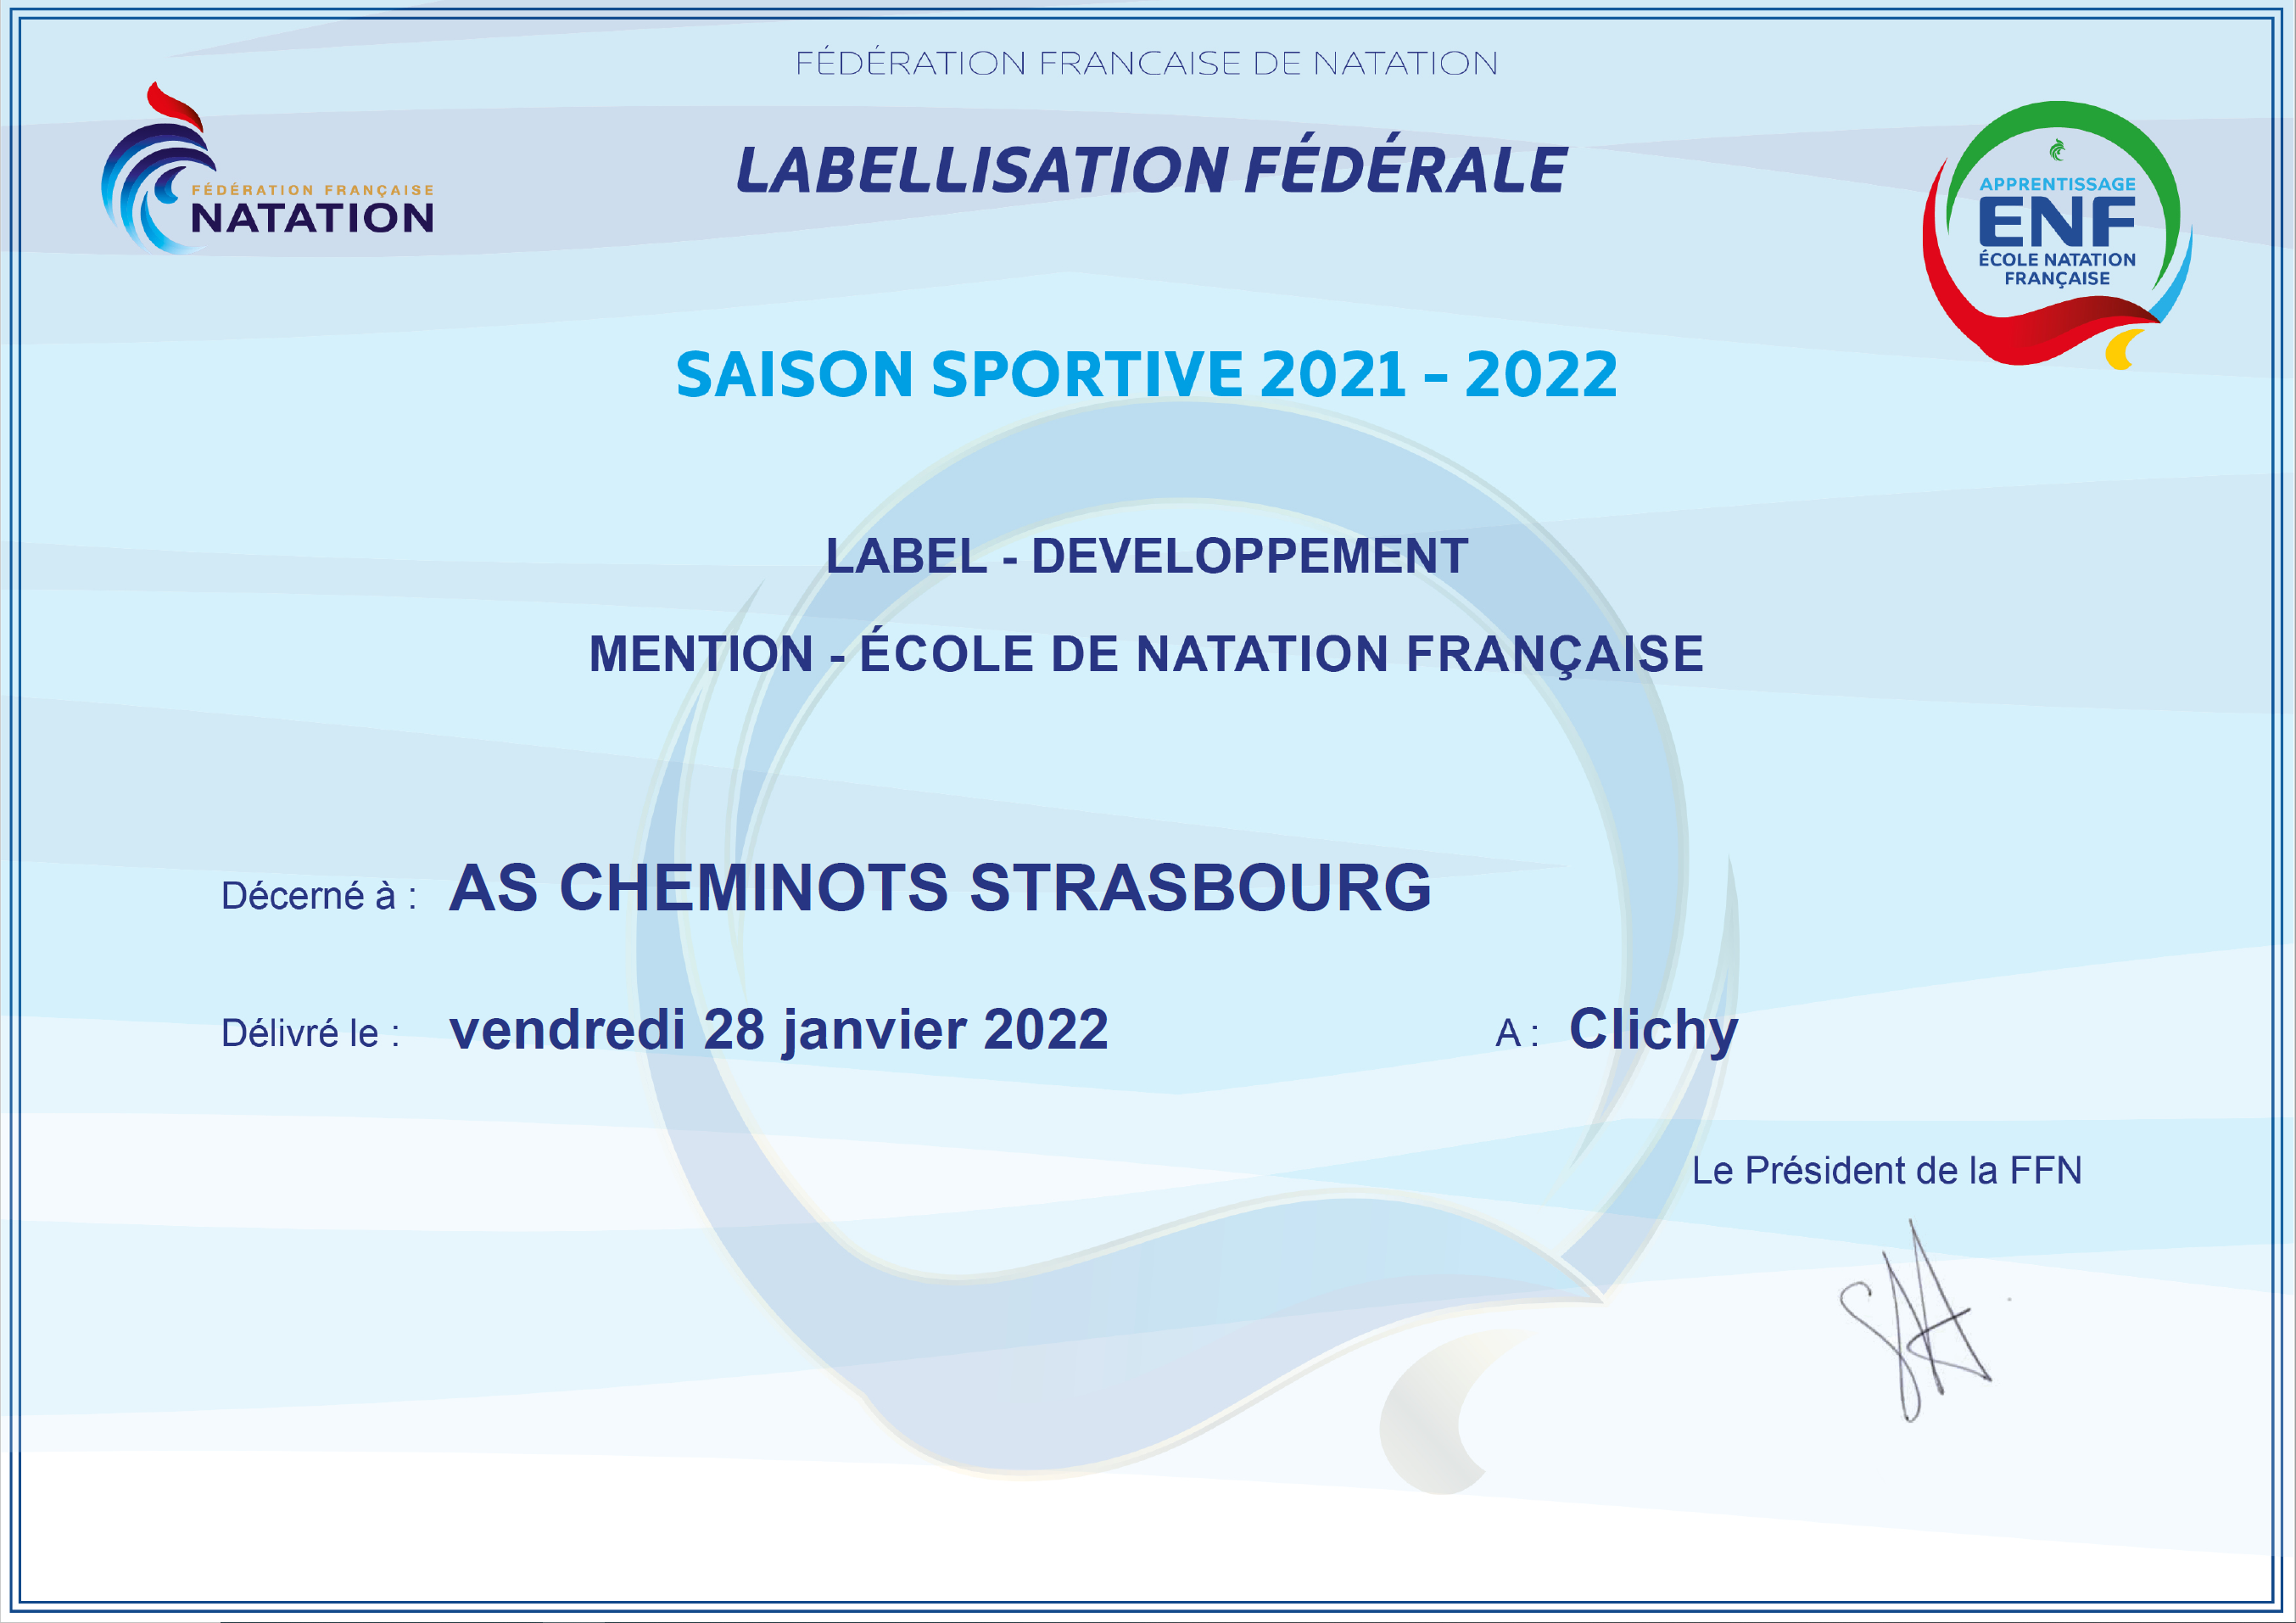 FÉDÉRATION FRANCAISE DE NATATION
LABELLISATION FÉDÉRALE
FÉDÉRATION FRANÇAISE
NATATION
APPRENTISSAGE
ENF
ÉCOLE NATATION
FRANÇAISE
SAISON SPORTIVE 2021 - 2022
LABEL - DEVELOPPEMENT
MENTION - ÉCOLE DE NATATION FRANÇAISE
Décerné à : AS CHEMINOTS STRASBOURG
Délivré le : vendredi 28 janvier 2022 A : Clichy
Le Président de la FFN